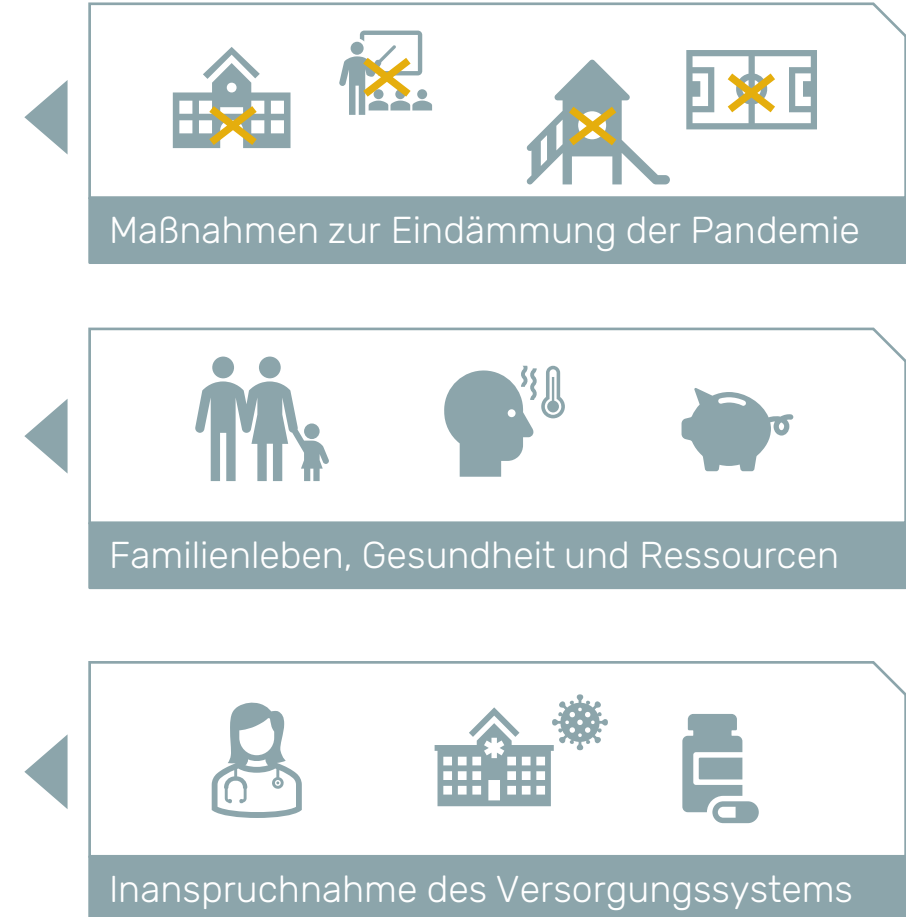 Maßnahmen zur Eindämmung der Pandemie
Familienleben, Gesundheit und Ressourcen
Inanspruchnahme des Versorgungssystems